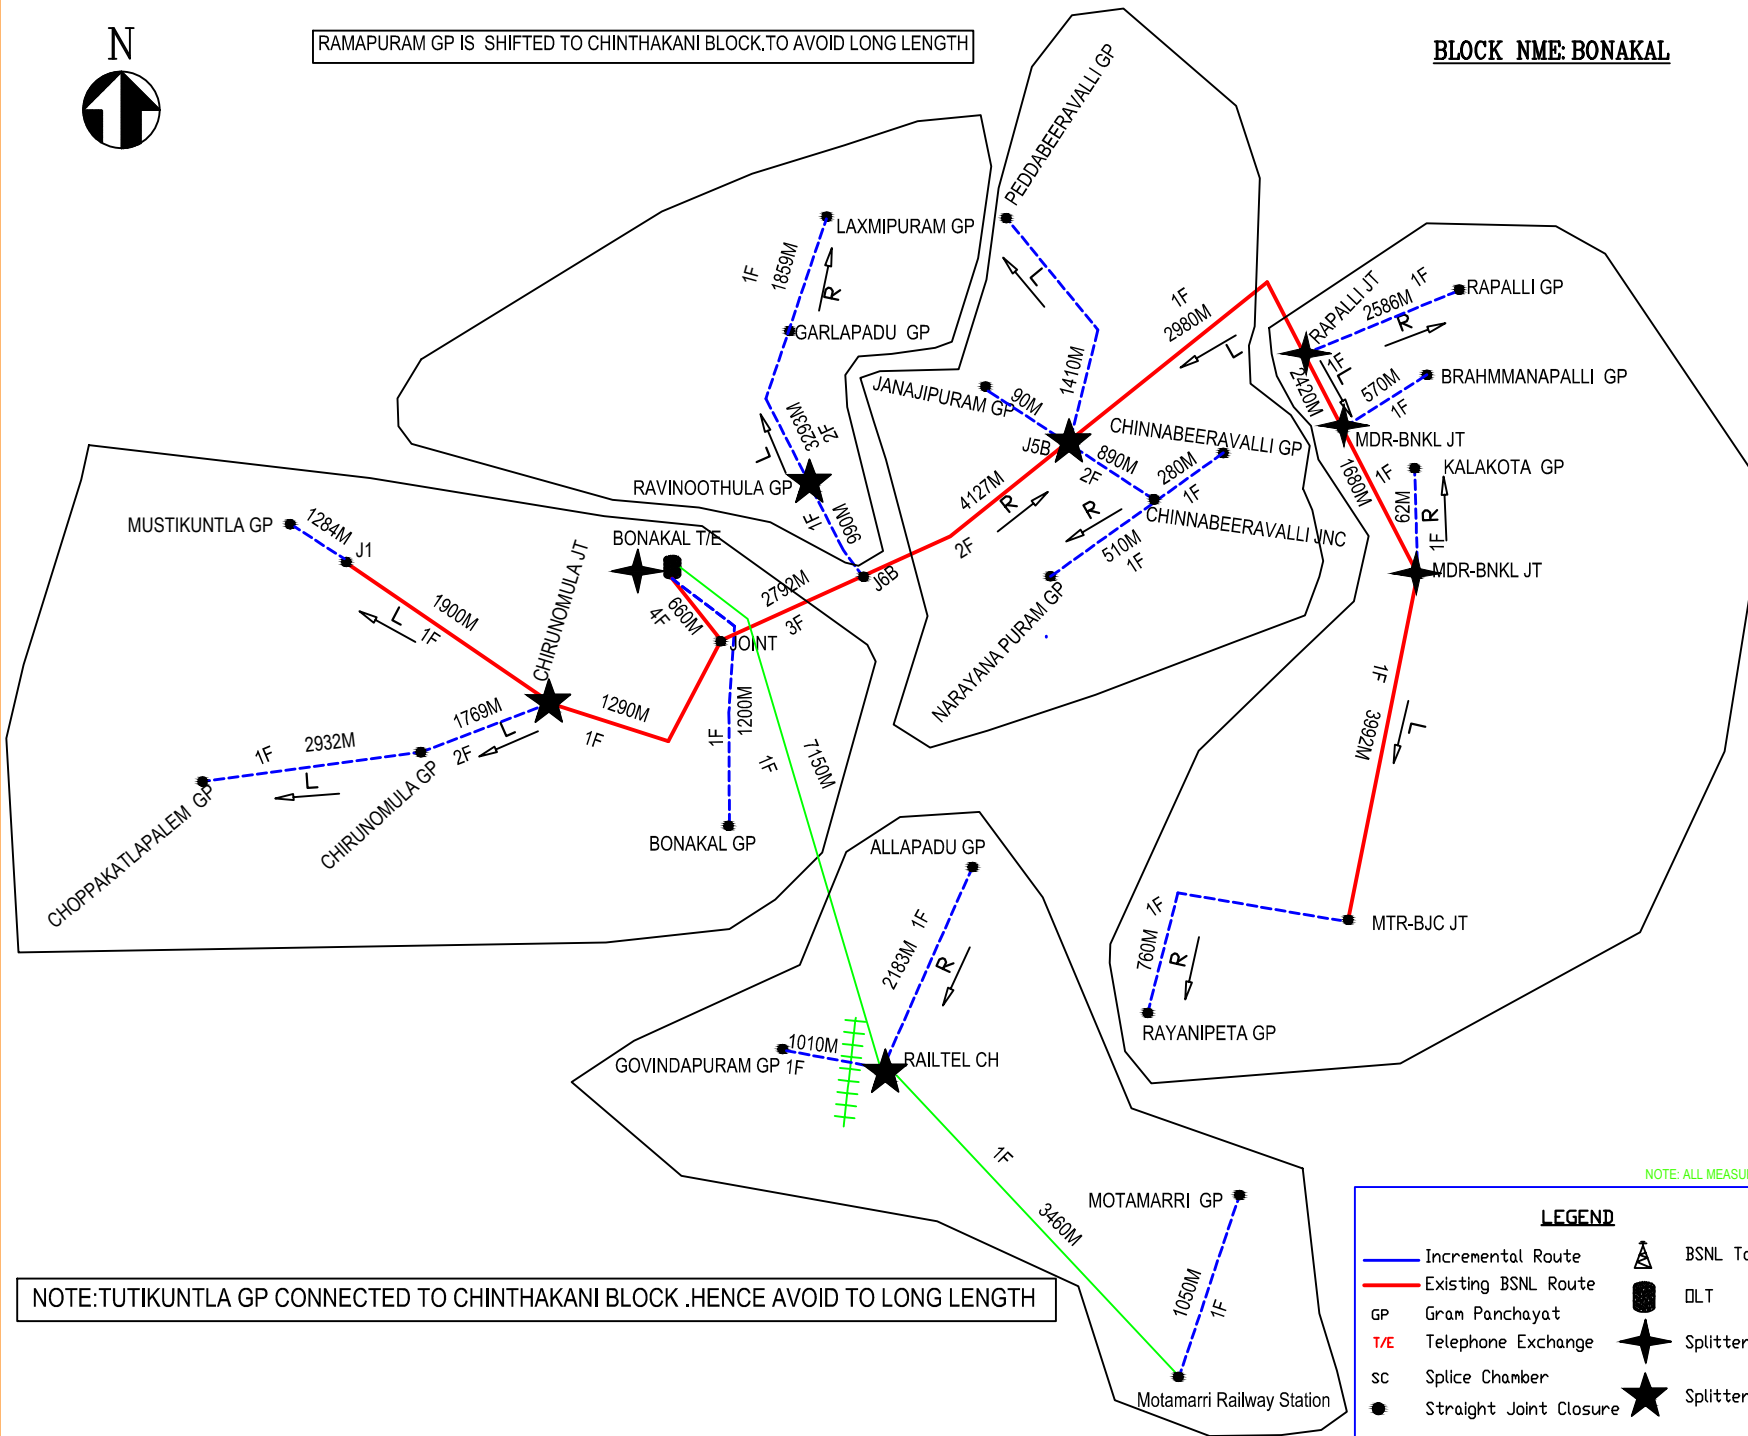 N
RAMAPURAM GP IS SHIFTED TO CHINTHAKANI BLOCK.TO AVOID LONG LENGTH
BLOCK NME: BONAKAL
PEDDABEERAVALLI GP
LAXMIPURAM GP
1F
1859M
R
GARLAPADU GP
L
1F
2980M
L
1410M
RAPALLI JT
2586M
1F
R
RAPALLI GP
1F
L
2420M
570M
1F
BRAHMMANAPALLI GP
MDR-BNKL JT
JANAJIPURAM GP
90M
J5B
CHINNABEERAVALLI GP
890M
2F
280M
1F
CHINNABEERAVALLI JNC
R
510M
1F
NARAYANA PURAM GP
3293M
2F
L
RAVINOOTHULA GP
990M
1F
J6B
4127M
2F
R
1680M
1F
KALAKOTA GP
62M
R
1F
MDR-BNKL JT
MUSTIKUNTLA GP
1284M
J1
BONAKAL T/E
CHIRUNOMULA JT
660M
4F
2792M
3F
JOINT
1900M
1F
L
1290M
1F
1769M
2F
L
2932M
1F
L
CHOPPAKATLAPALEM GP
CHIRUNOMULA GP
1200M
1F
BONAKAL GP
7150M
1F
1F
3992M
L
MTR-BJC JT
1F
760M
R
RAYANIPETA GP
ALLAPADU GP
2183M
1F
R
GOVINDAPURAM GP
1010M
1F
RAILTEL CH
1F
3460M
MOTAMARRI GP
1050M
1F
Motamarri Railway Station
NOTE:TUTIKUNTLA GP CONNECTED TO CHINTHAKANI BLOCK .HENCE AVOID TO LONG LENGTH
NOTE: ALL MEASU
LEGEND
Incremental Route
BSNL To
Existing BSNL Route
OLT
GP Gram Panchayat
T/E Telephone Exchange
Splitter
SC Splice Chamber
Straight Joint Closure
Splitter